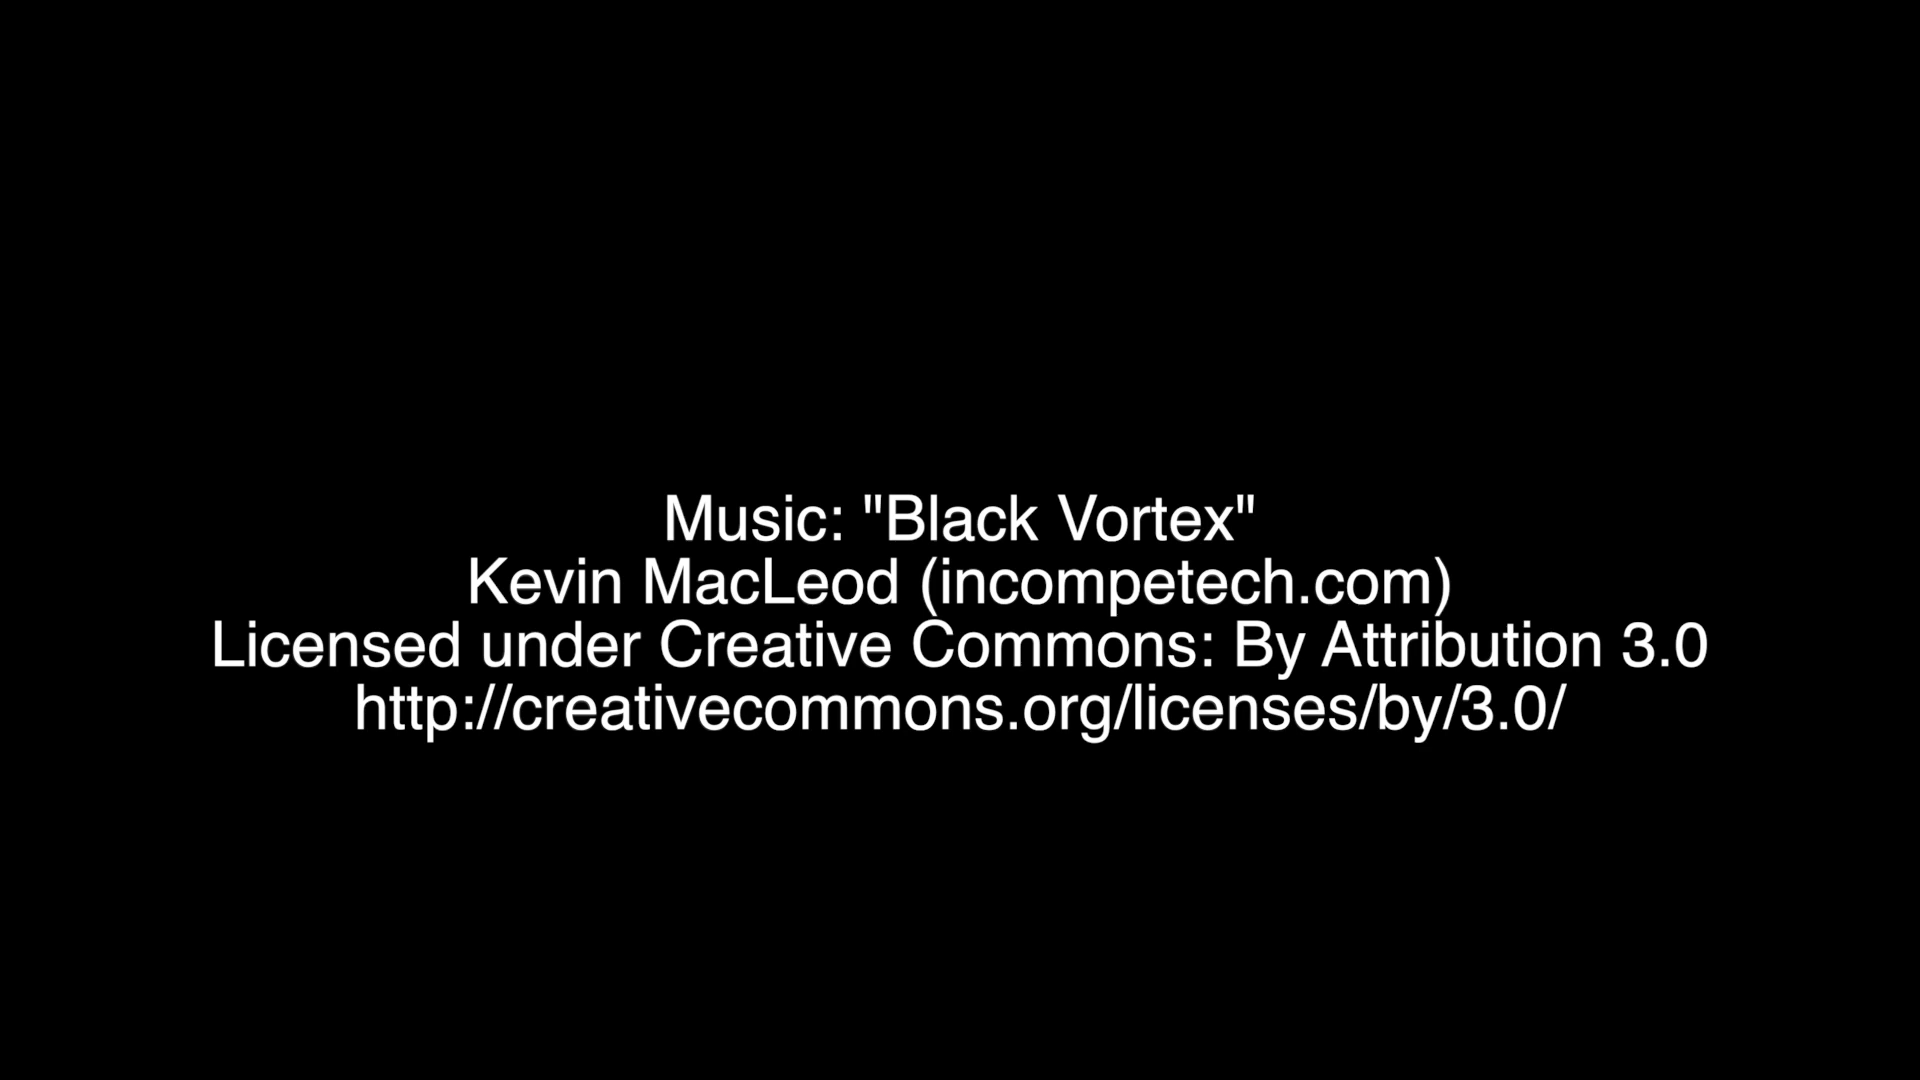 Music: "Black Vortex"
Kevin MacLeod (incompetech.com)
Licensed under Creative Commons: By Attribution 3.0
http://creativecommons.org/licenses/by/3.0/